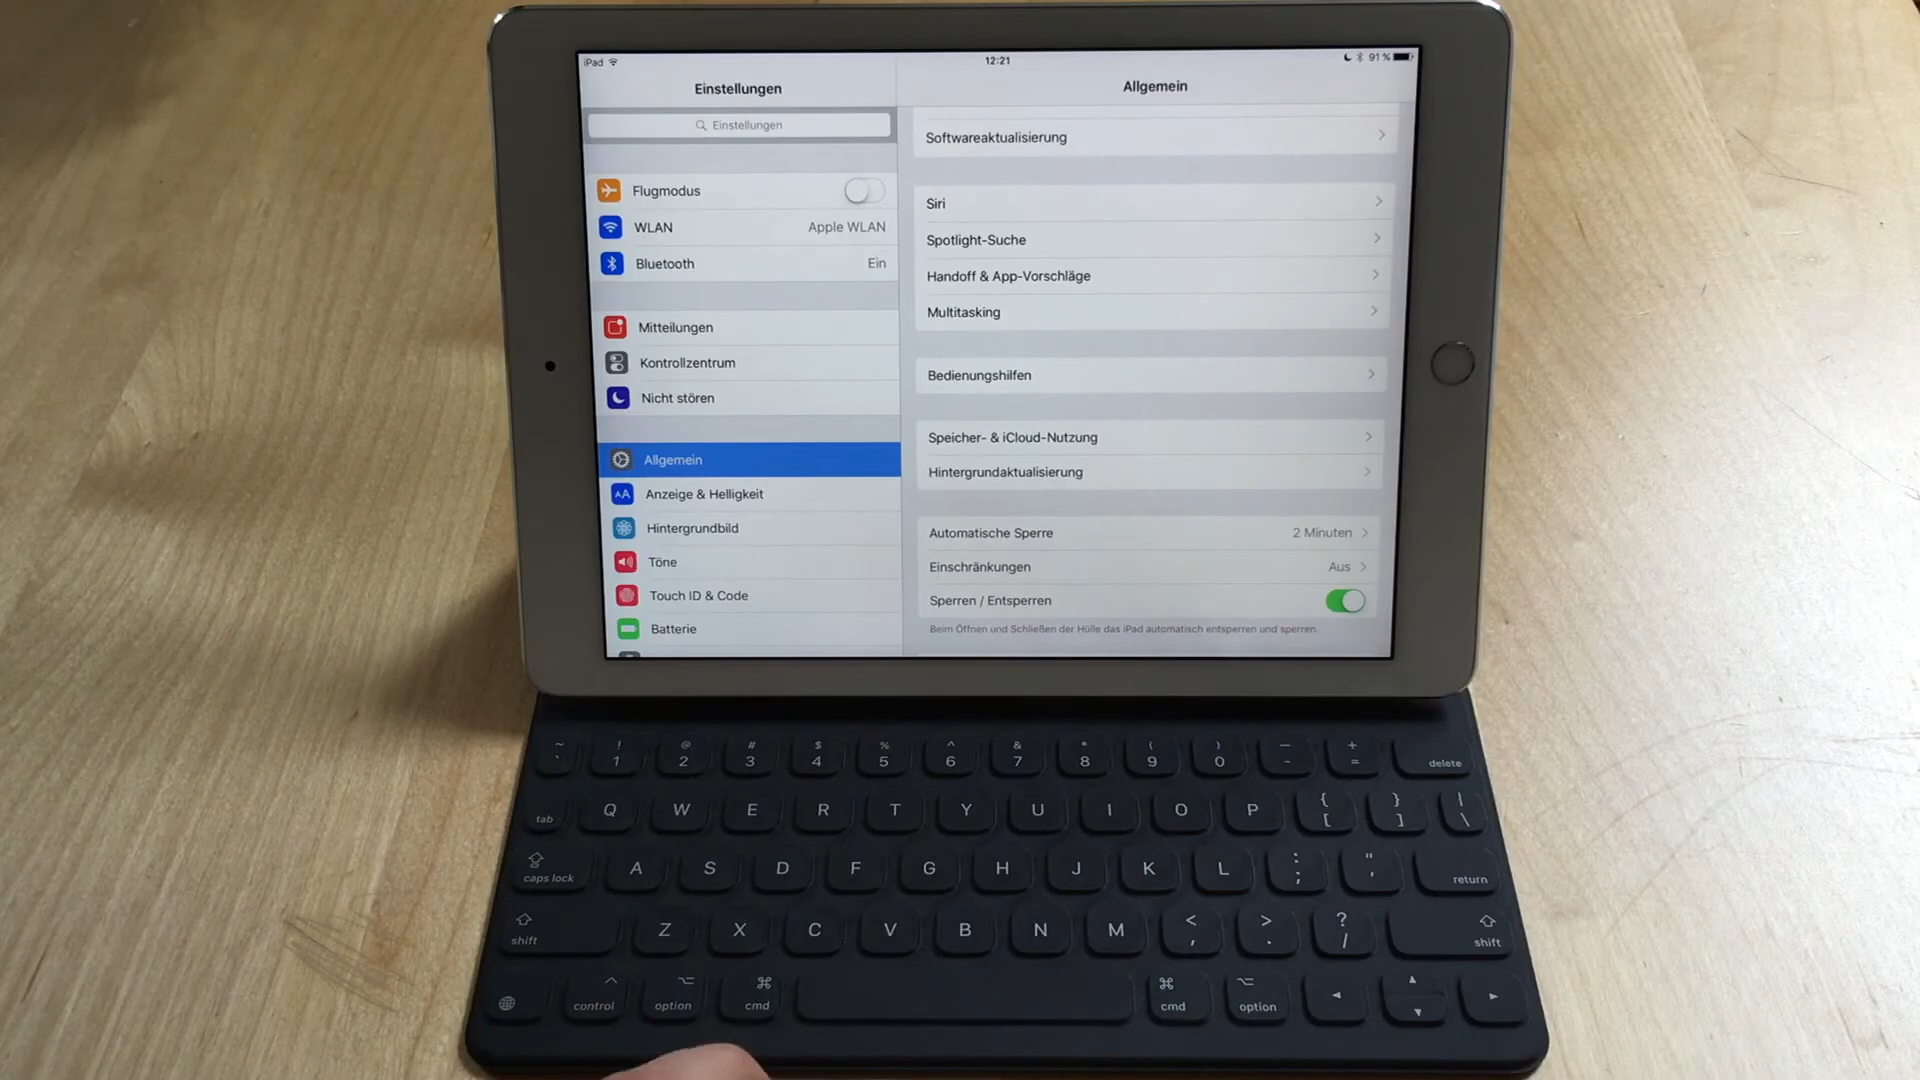 iPad
12:21
91 %
Einstellungen
Allgemein
Einstellungen
Flugmodus
WLAN Apple WLAN
Bluetooth Ein
Mitteilungen
Kontrollzentrum
Nicht stören
Allgemein
AA Anzeige & Helligkeit
Hintergrundbild
Töne
Touch ID & Code
Batterie
Softwareaktualisierung
Siri
Spotlight-Suche
Handoff & App-Vorschläge
Multitasking
Bedienungshilfen
Speicher- & iCloud-Nutzung
Hintergrundaktualisierung
Automatische Sperre 2 Minuten
Einschränkungen Aus
Sperren / Entsperren
Beim Öffnen und Schließen der Hülle das iPad automatisch entsperren und sperren.
~ ! @ # $ % ^ & * ( ) — +
` 1 2 3 4 5 6 7 8 9 0 - = delete
tab Q W E R T Y U I O P { [ } ] | \
caps lock A S D F G H J K L : ; " ' return
shift Z X C V B N M < , > . ? / shift
control option cmd cmd option